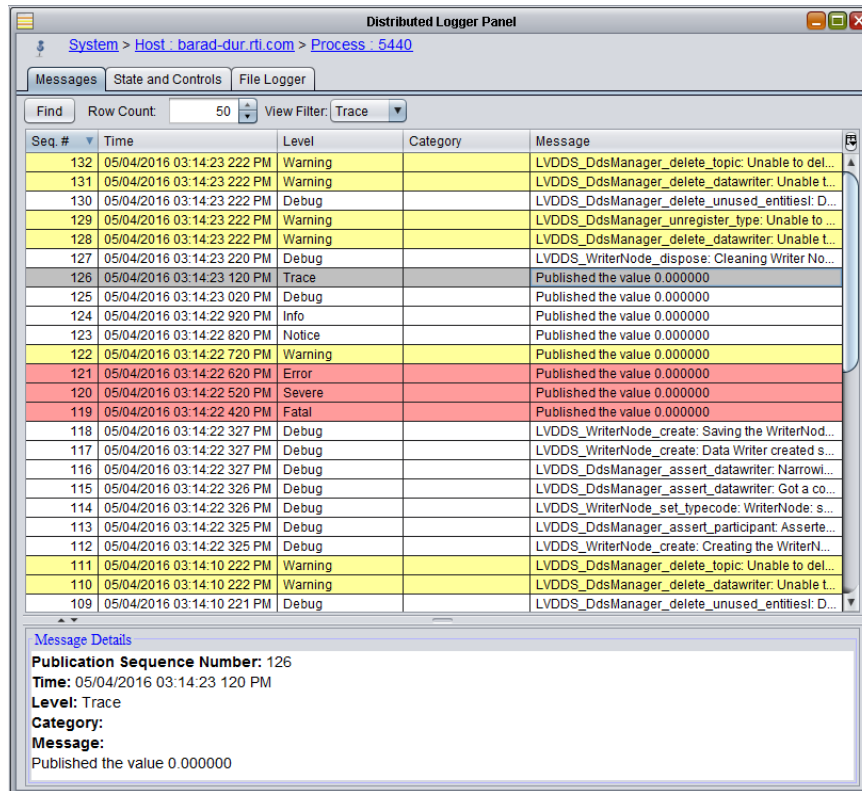 Distributed Logger Panel
System > Host : barad-dur.rti.com > Process : 5440
Messages State and Controls File Logger
Find Row Count: 50 View Filter: Trace
Seq. # Time Level Category Message
132 05/04/2016 03:14:23 222 PM Warning LVDDS_DdsManager_delete_topic: Unable to del...
131 05/04/2016 03:14:23 222 PM Warning LVDDS_DdsManager_delete_datawriter: Unable t...
130 05/04/2016 03:14:23 222 PM Debug LVDDS_DdsManager_delete_unused_entitiesI: D...
129 05/04/2016 03:14:23 222 PM Warning LVDDS_DdsManager_unregister_type: Unable to ...
128 05/04/2016 03:14:23 222 PM Warning LVDDS_DdsManager_delete_datawriter: Unable t...
127 05/04/2016 03:14:23 220 PM Debug LVDDS_WriterNode_dispose: Cleaning Writer No...
126 05/04/2016 03:14:23 120 PM Trace Published the value 0.000000
125 05/04/2016 03:14:23 020 PM Debug Published the value 0.000000
124 05/04/2016 03:14:22 920 PM Info Published the value 0.000000
123 05/04/2016 03:14:22 820 PM Notice Published the value 0.000000
122 05/04/2016 03:14:22 720 PM Warning Published the value 0.000000
121 05/04/2016 03:14:22 620 PM Error Published the value 0.000000
120 05/04/2016 03:14:22 520 PM Severe Published the value 0.000000
119 05/04/2016 03:14:22 420 PM Fatal Published the value 0.000000
118 05/04/2016 03:14:22 327 PM Debug LVDDS_WriterNode_create: Saving the WriterNod...
117 05/04/2016 03:14:22 327 PM Debug LVDDS_WriterNode_create: Data Writer created s...
116 05/04/2016 03:14:22 327 PM Debug LVDDS_DdsManager_assert_datawriter: Narrowi...
115 05/04/2016 03:14:22 326 PM Debug LVDDS_DdsManager_assert_datawriter: Got a co...
114 05/04/2016 03:14:22 326 PM Debug LVDDS_WriterNode_set_typecode: WriterNode: s...
113 05/04/2016 03:14:22 325 PM Debug LVDDS_DdsManager_assert_participant: Asserte...
112 05/04/2016 03:14:22 325 PM Debug LVDDS_WriterNode_create: Creating the WriterN...
111 05/04/2016 03:14:10 222 PM Warning LVDDS_DdsManager_delete_topic: Unable to del...
110 05/04/2016 03:14:10 222 PM Warning LVDDS_DdsManager_delete_datawriter: Unable t...
109 05/04/2016 03:14:10 221 PM Debug LVDDS_DdsManager_delete_unused_entitiesI: D...
Message Details
Publication Sequence Number: 126
Time: 05/04/2016 03:14:23 120 PM
Level: Trace
Category:
Message:
Published the value 0.000000